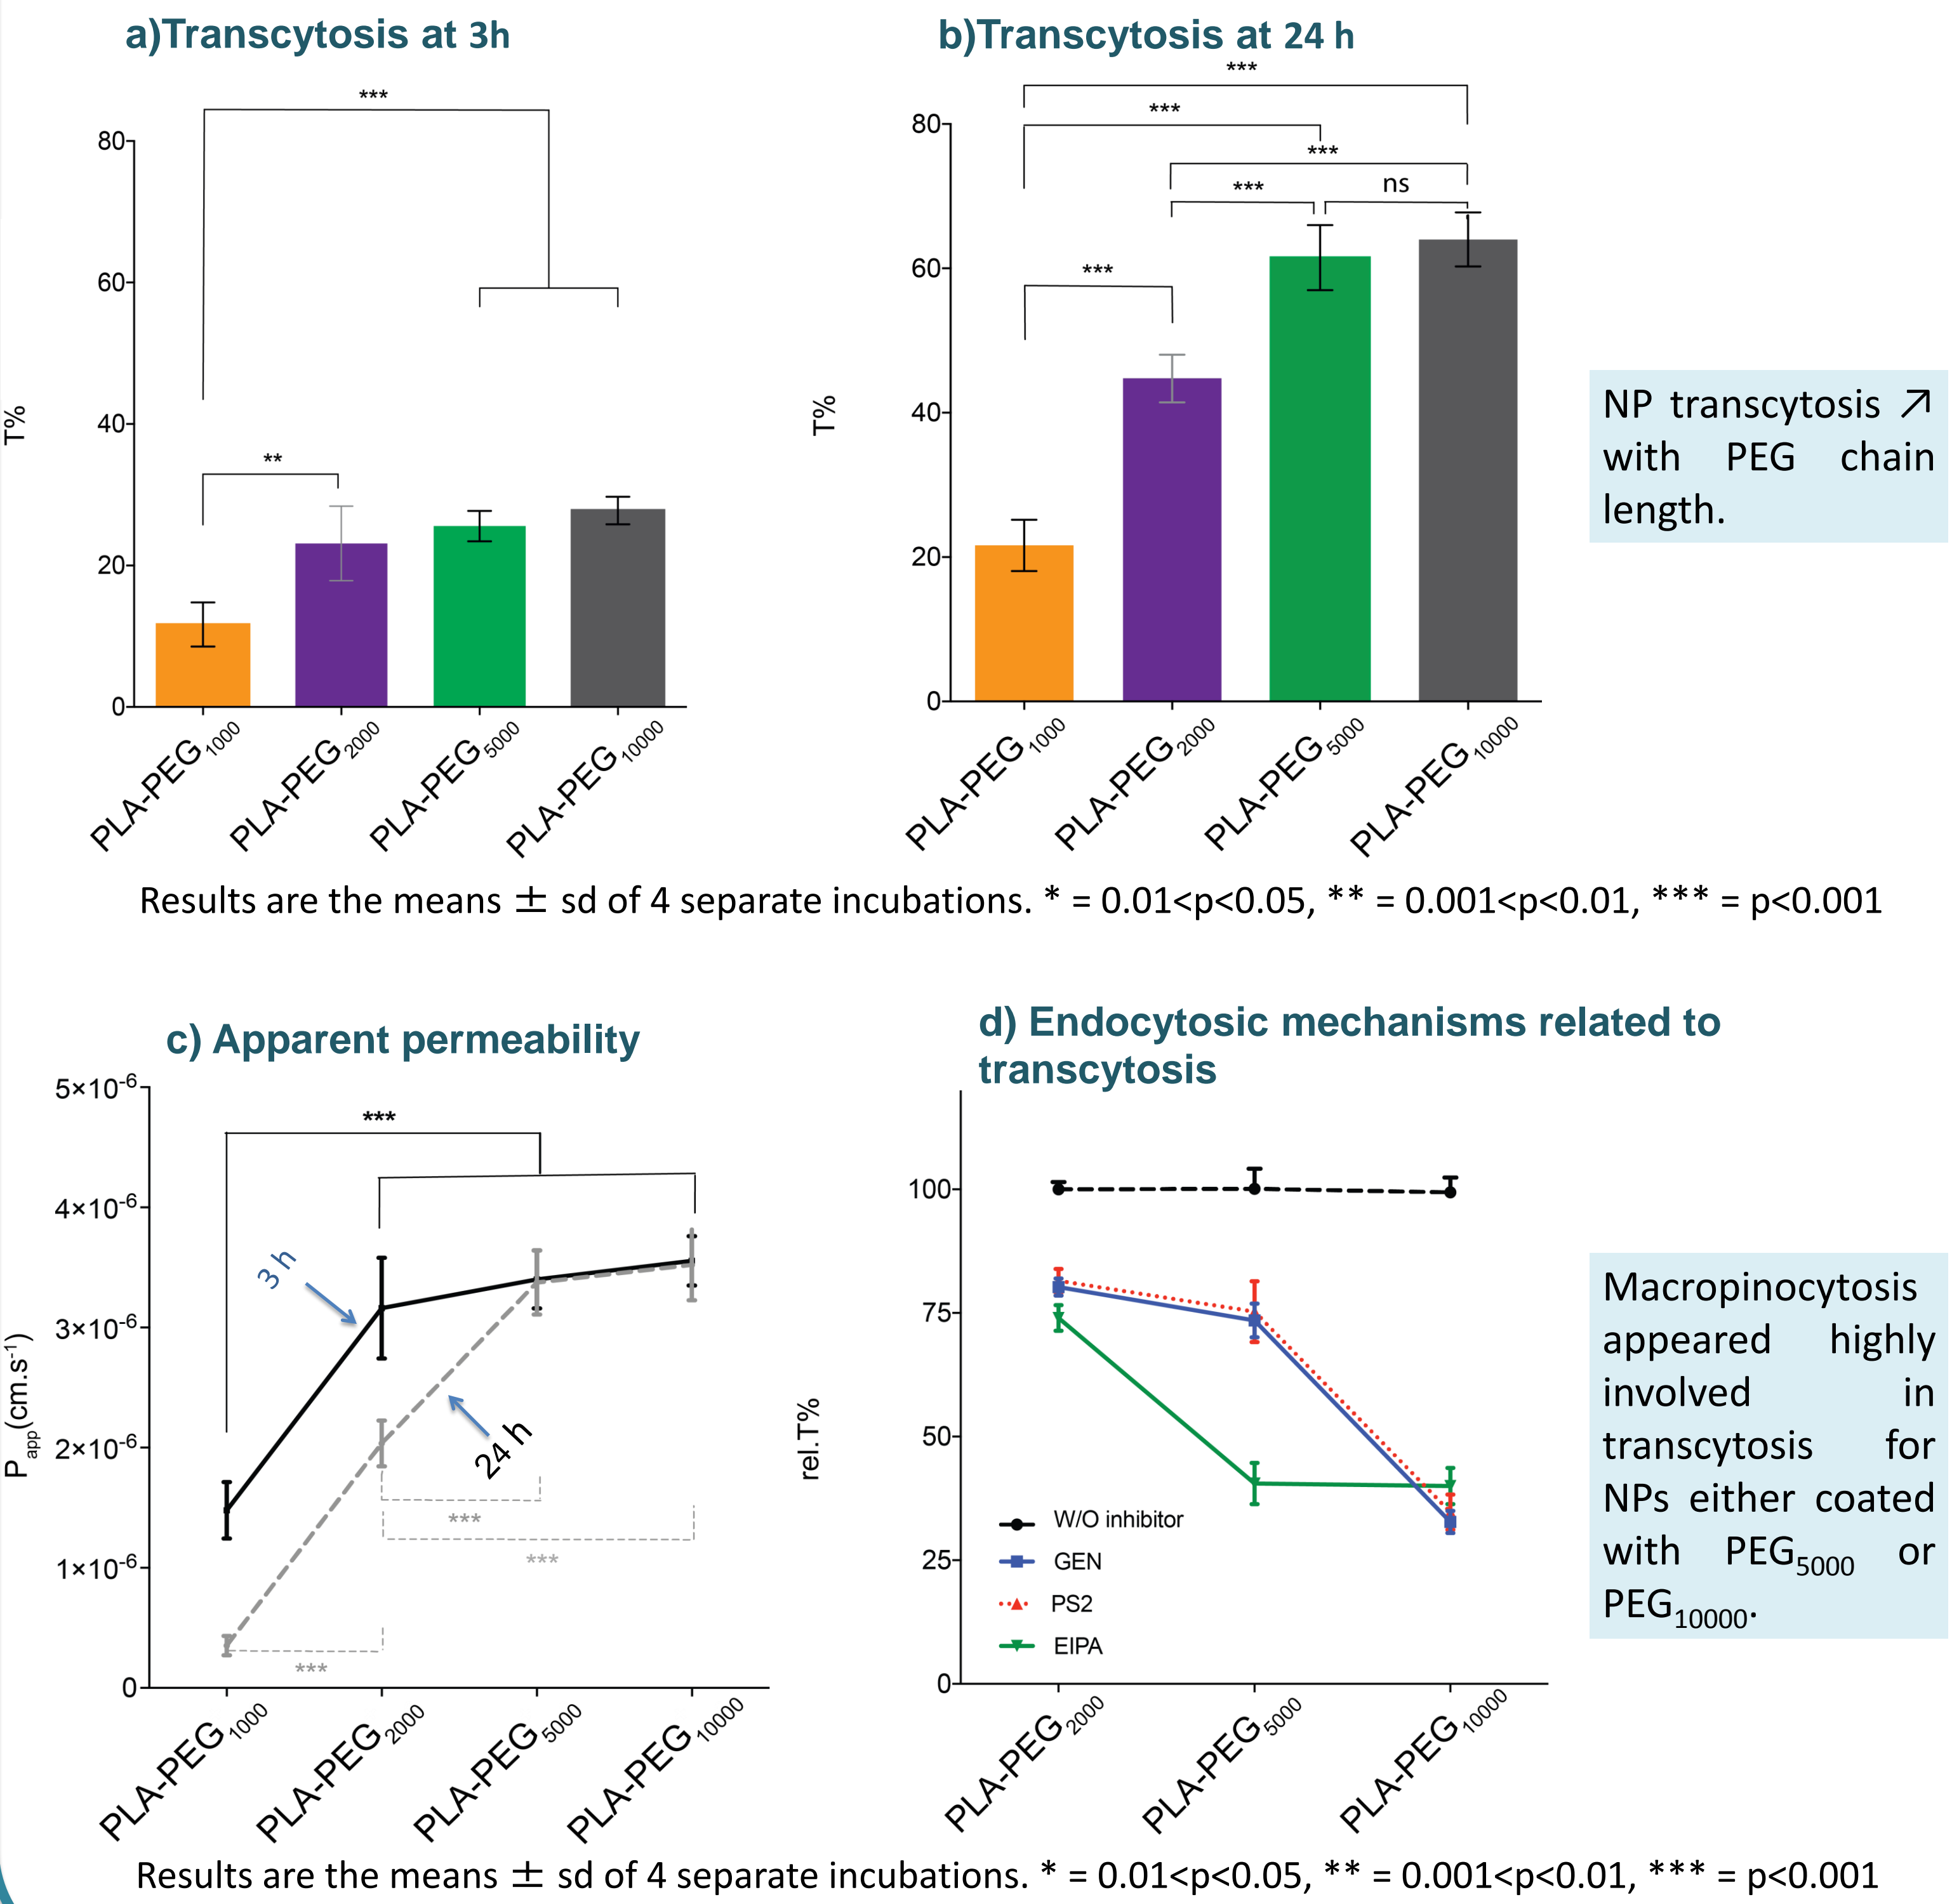 a)Transcytosis at 3h
***
80
60
40
20
0
T%
**
PLA-PEG1000
PLA-PEG2000
PLA-PEG5000
PLA-PEG10000
b)Transcytosis at 24 h
***
***
***
***
ns
***
80
60
40
20
0
T%
PLA-PEG1000
PLA-PEG2000
PLA-PEG5000
PLA-PEG10000
NP transcytosis ↗
with PEG chain
length.
Results are the means ± sd of 4 separate incubations. * = 0.01<p<0.05, ** = 0.001<p<0.01, *** = p<0.001
c) Apparent permeability
5×10-6
4×10-6
3×10-6
2×10-6
1×10-6
0
Papp(cm.s-1)
***
3 h
24 h
***
***
***
PLA-PEG1000
PLA-PEG2000
PLA-PEG5000
PLA-PEG10000
d) Endocytosic mechanisms related to
transcytosis
100
75
50
25
0
rel.T%
W/O inhibitor
GEN
PS2
EIPA
PLA-PEG2000
PLA-PEG5000
PLA-PEG10000
Macropinocytosis
appeared highly
involved in
transcytosis for
NPs either coated
with PEG5000 or
PEG10000.
Results are the means ± sd of 4 separate incubations. * = 0.01<p<0.05, ** = 0.001<p<0.01, *** = p<0.001